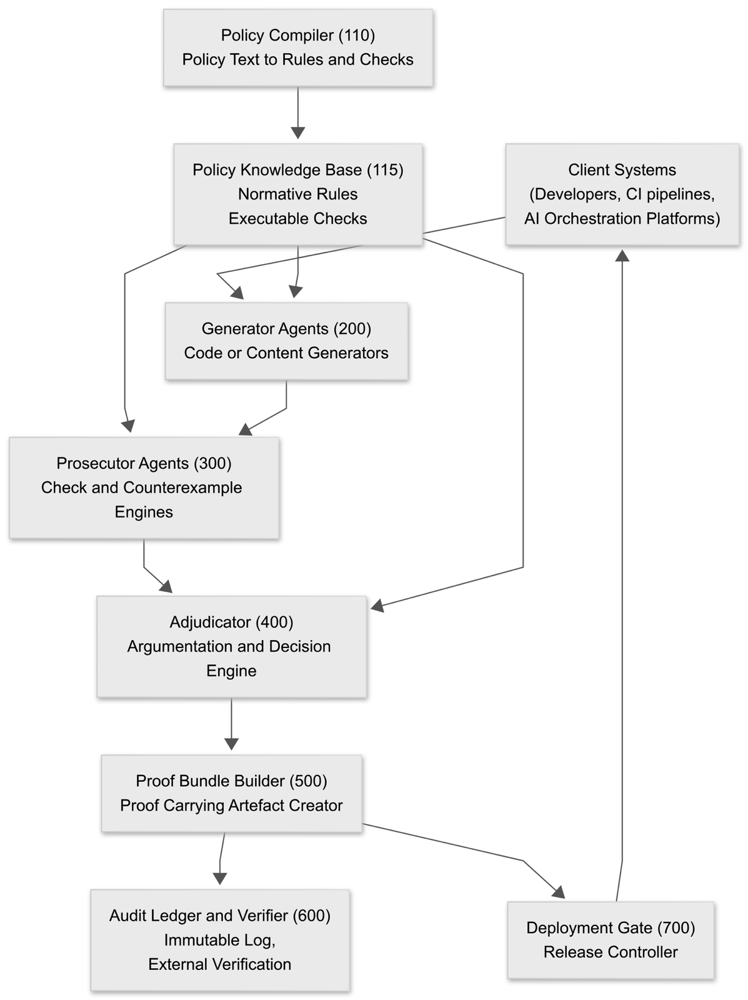 Policy Compiler (110)
Policy Text to Rules and Checks
Policy Knowledge Base (115)
Normative Rules
Executable Checks
Client Systems
(Developers, CI pipelines,
AI Orchestration Platforms)
Generator Agents (200)
Code or Content Generators
Prosecutor Agents (300)
Check and Counterexample
Engines
Adjudicator (400)
Argumentation and Decision
Engine
Proof Bundle Builder (500)
Proof Carrying Artefact Creator
Audit Ledger and Verifier (600)
Immutable Log,
External Verification
Deployment Gate (700)
Release Controller